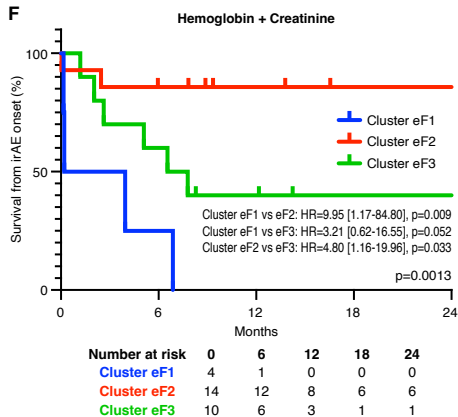 F
Hemoglobin + Creatinine
Survival from irAE onset (%)
100
50
0
Cluster eF1
Cluster eF2
Cluster eF3
Cluster eF1 vs eF2: HR=9.95 [1.17-84.80], p=0.009
Cluster eF1 vs eF3: HR=3.21 [0.62-16.55], p=0.052
Cluster eF2 vs eF3: HR=4.80 [1.16-19.96], p=0.033
p=0.0013
0 6 12 18 24
Months
Number at risk 0 6 12 18 24
Cluster eF1 4 1 0 0 0
Cluster eF2 14 12 8 6 6
Cluster eF3 10 6 3 1 1